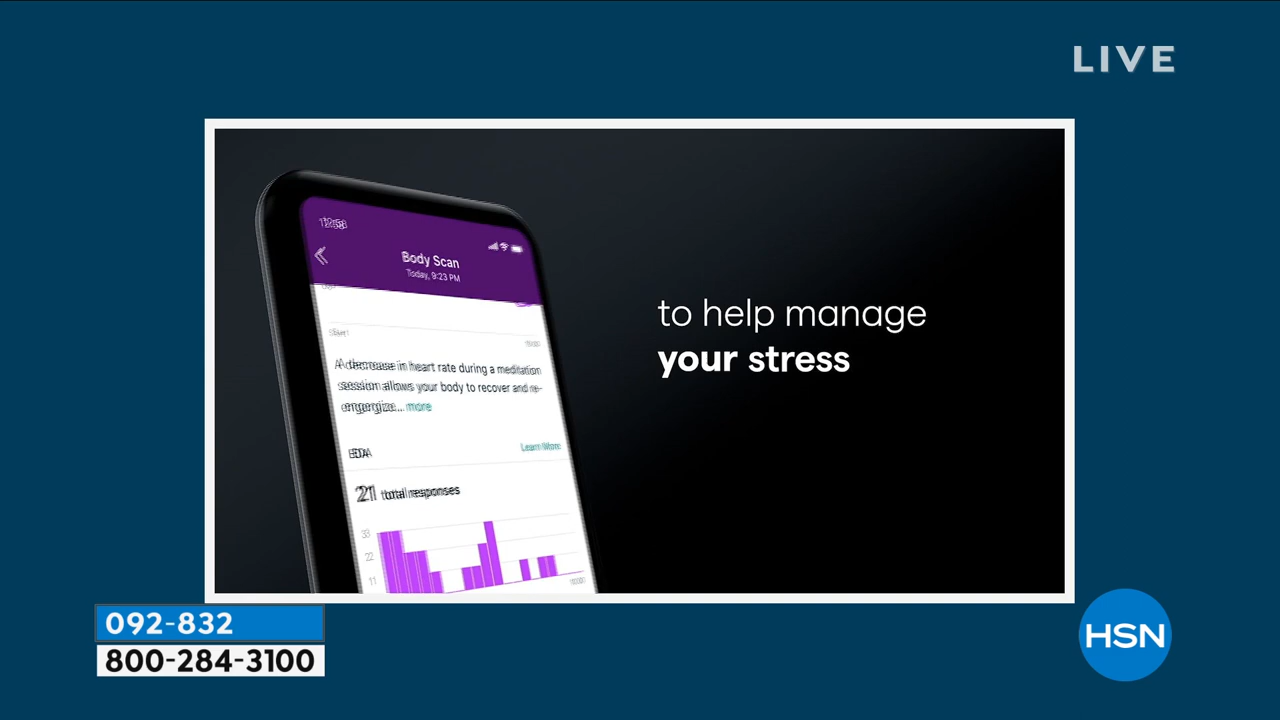 LIVE
Body Scan
Today, 9:23 PM
to help manage
your stress
A decrease in heart rate during a meditation
session allows your body to recover and re-
energize... more
EDA
Learn More
21 total responses
33
22
11
092-832
800-284-3100
HSN